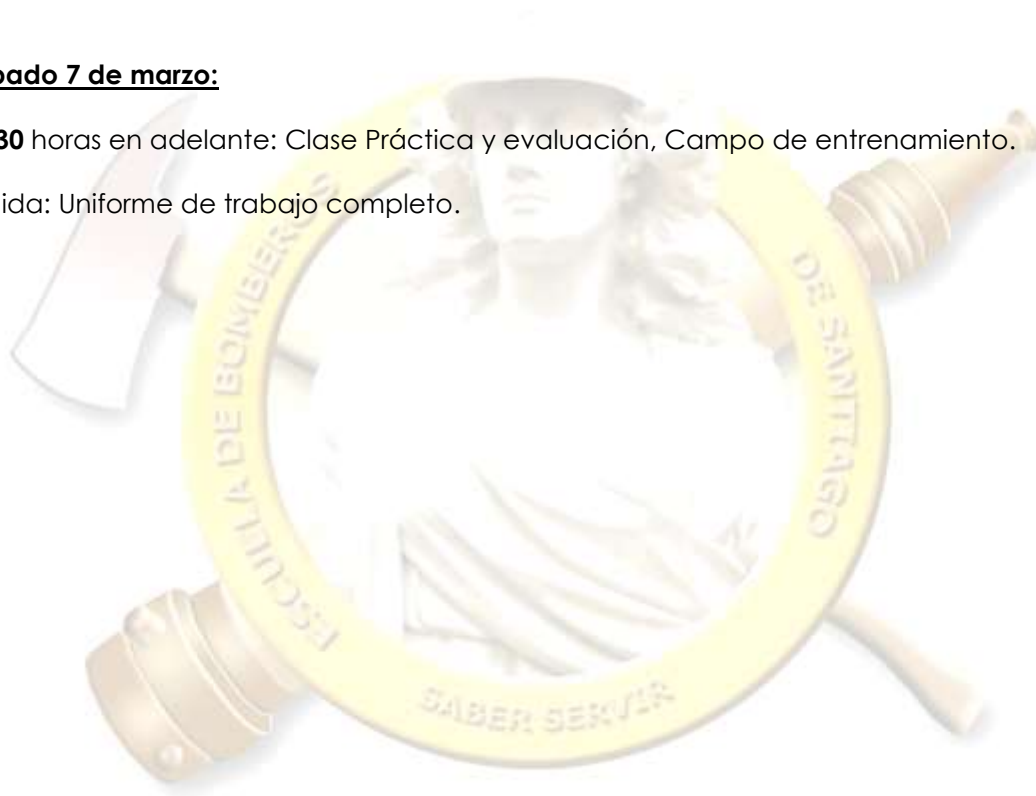 bado 7 de marzo:
30 horas en adelante: Clase Práctica y evaluación, Campo de entrenamiento.
ida: Uniforme de trabajo completo.
ESCUELA DE BOMBEROS
DE SANTIAGO
SABER SERVIR